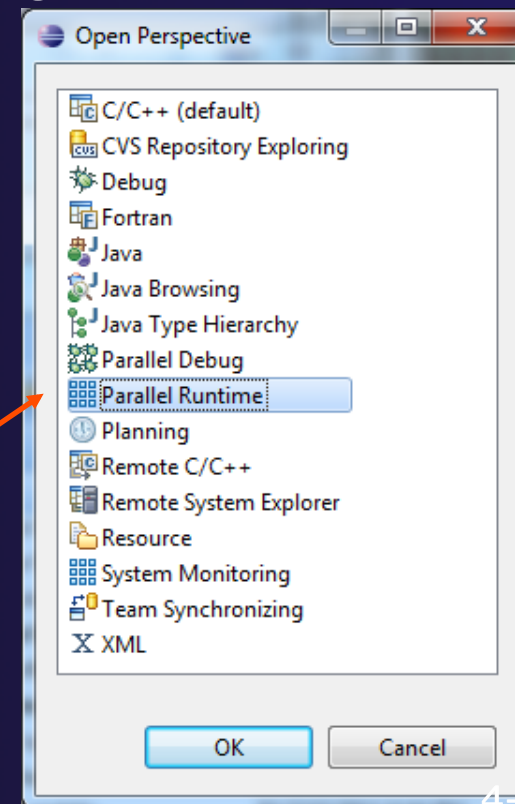 Open Perspective
C/C++ (default)
CVS Repository Exploring
Debug
Fortran
Java
Java Browsing
Java Type Hierarchy
Parallel Debug
Parallel Runtime
Planning
Remote C/C++
Remote System Explorer
Resource
System Monitoring
Team Synchronizing
XML
OK Cancel